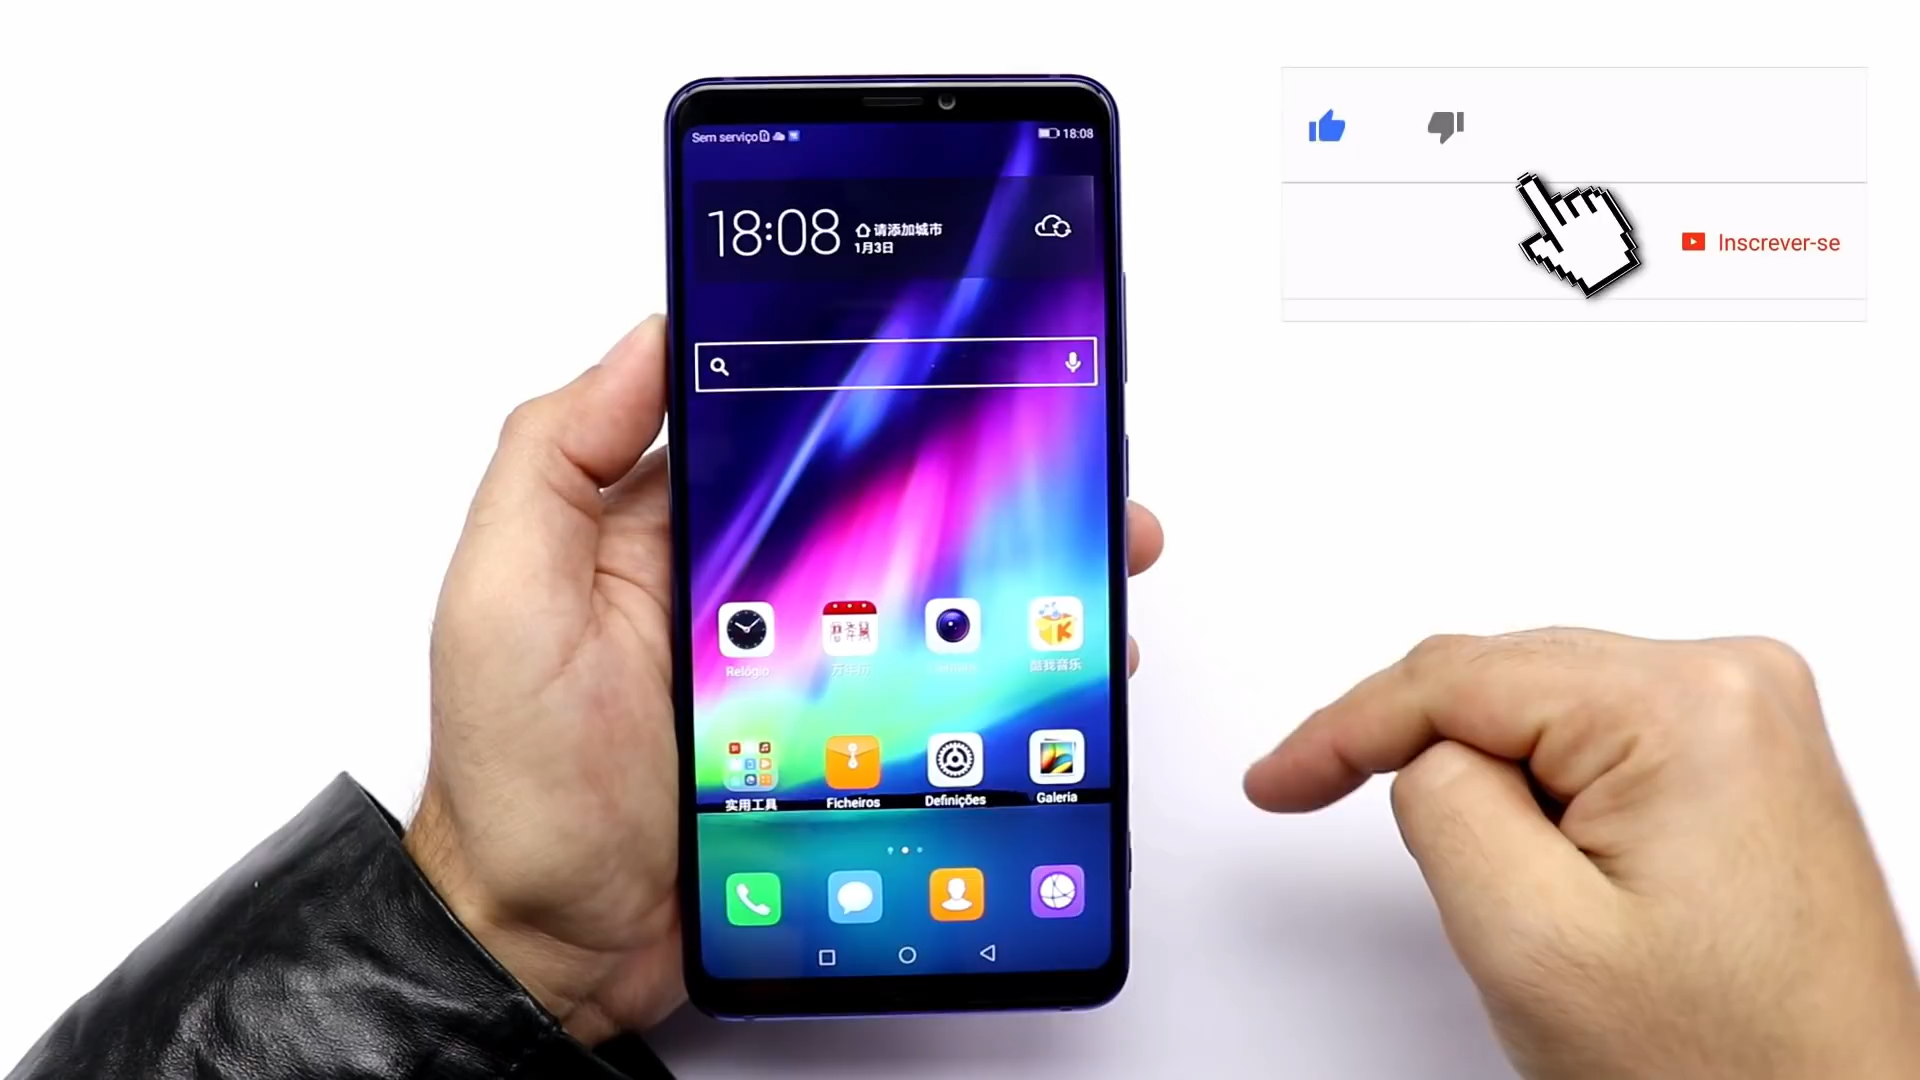 Sem serviço
18:08
18:08
请添加城市
1月3日
Inscrever-se
Relógio
酷我音乐
实用工具
Ficheiros
Definições
Galeria